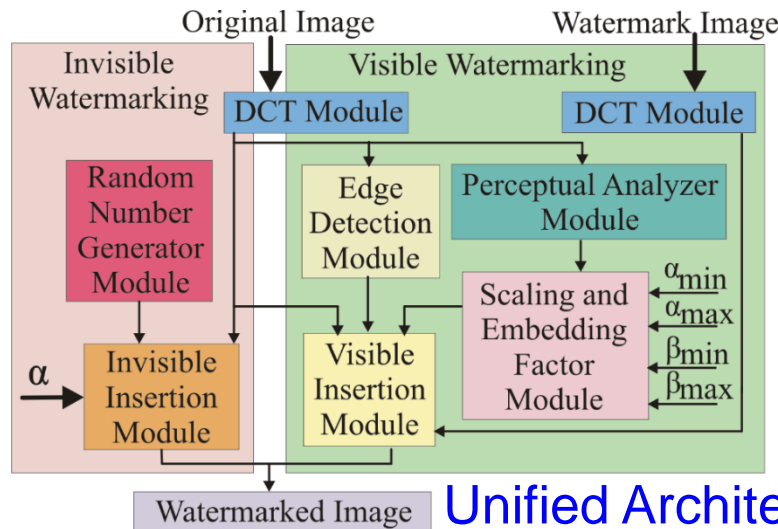 Original Image
Watermark Image
Invisible
Watermarking
Visible Watermarking
DCT Module
DCT Module
Random
Number
Generator
Module
Edge
Detection
Module
Perceptual Analyzer
Module
Scaling and
Embedding
Factor
Module
αmin
αmax
βmin
βmax
α
Invisible
Insertion
Module
Visible
Insertion
Module
Watermarked Image
Unified Archite